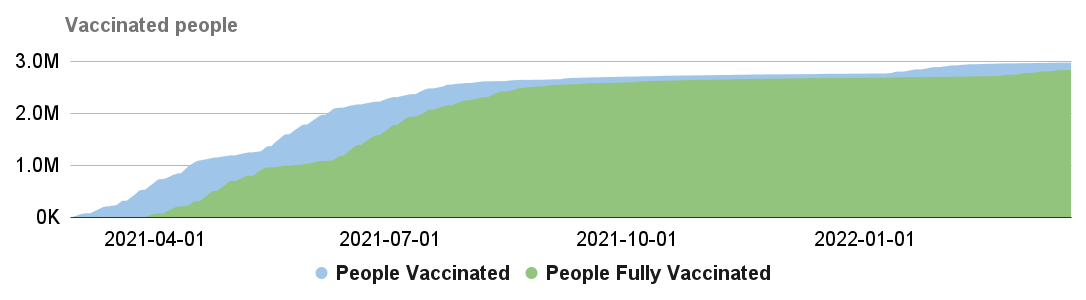 Vaccinated people
3.0M
2.0M
1.0M
0K
2021-04-01 2021-07-01 2021-10-01 2022-01-01
People Vaccinated People Fully Vaccinated